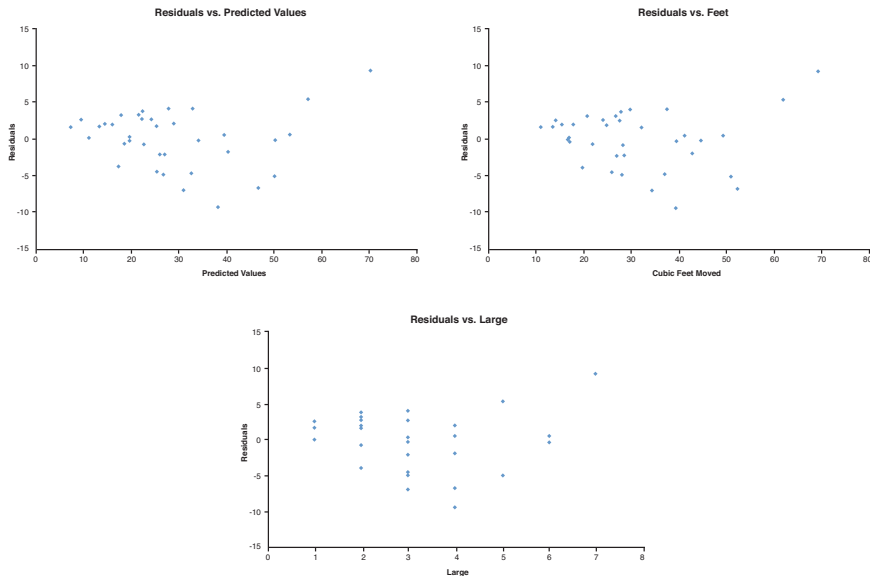 Residuals vs. Predicted Values
15
10
5
0
-5
-10
-15
Residuals
0 10 20 30 40 50 60 70 80
Predicted Values
Residuals vs. Feet
15
10
5
0
-5
-10
-15
Residuals
0 10 20 30 40 50 60 70 80
Cubic Feet Moved
Residuals vs. Large
15
10
5
0
-5
-10
-15
Residuals
0 1 2 3 4 5 6 7 8
Large